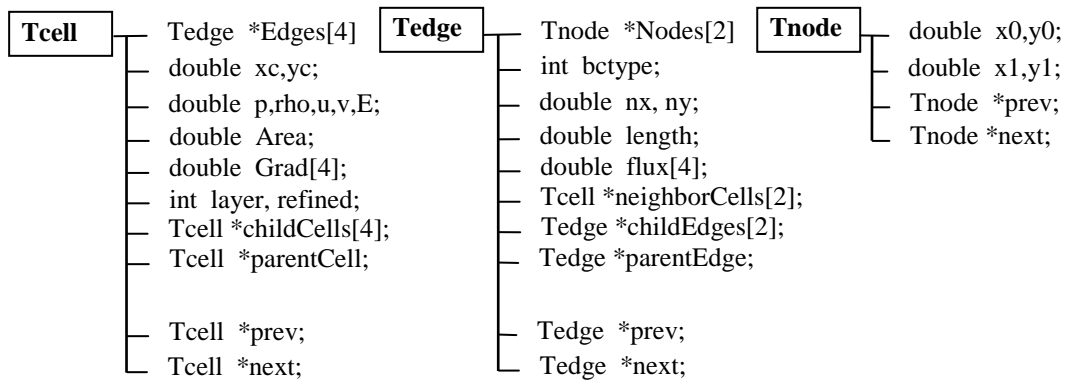 Tcell
Tedge *Edges[4]
double xc,yc;
double p,rho,u,v,E;
double Area;
double Grad[4];
int layer, refined;
Tcell *childCells[4];
Tcell *parentCell;
Tcell *prev;
Tcell *next;
Tedge
Tnode *Nodes[2]
int bctype;
double nx, ny;
double length;
double flux[4];
Tcell *neighborCells[2];
Tedge *childEdges[2];
Tedge *parentEdge;
Tedge *prev;
Tedge *next;
Tnode
double x0,y0;
double x1,y1;
Tnode *prev;
Tnode *next;